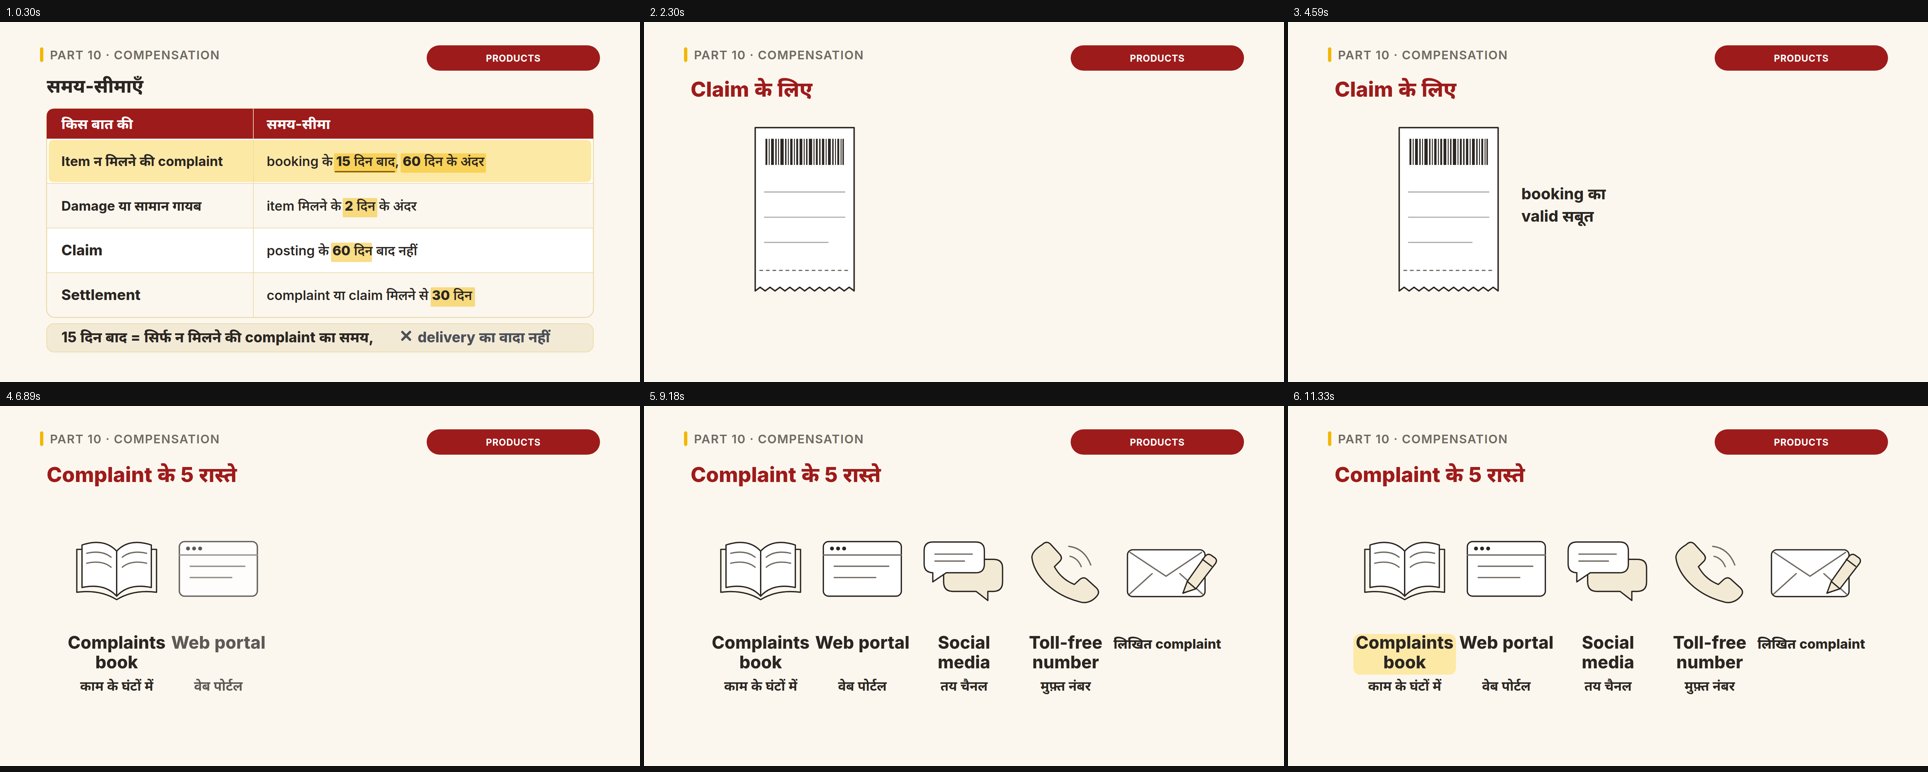 1. 0.30s
PART 10 · COMPENSATION
PRODUCTS
समय-सीमाएँ
किस बात की समय-सीमा
Item न मिलने की complaint booking के 15 दिन बाद, 60 दिन के अंदर
Damage या सामान गायब item मिलने के 2 दिन के अंदर
Claim posting के 60 दिन बाद नहीं
Settlement complaint या claim मिलने से 30 दिन
15 दिन बाद = सिर्फ न मिलने की complaint का समय, ✕ delivery का वादा नहीं
2. 2.30s
PART 10 · COMPENSATION
PRODUCTS
Claim के लिए
3. 4.59s
PART 10 · COMPENSATION
PRODUCTS
Claim के लिए
booking का
valid सबूत
4. 6.89s
PART 10 · COMPENSATION
PRODUCTS
Complaint के 5 रास्ते
Complaints Web portal
book
काम के घंटों में वेब पोर्टल
5. 9.18s
PART 10 · COMPENSATION
PRODUCTS
Complaint के 5 रास्ते
Complaints Web portal Social Toll-free लिखित complaint
book media number
काम के घंटों में वेब पोर्टल तय चैनल मुफ़्त नंबर
6. 11.33s
PART 10 · COMPENSATION
PRODUCTS
Complaint के 5 रास्ते
Complaints Web portal Social Toll-free लिखित complaint
book media number
काम के घंटों में वेब पोर्टल तय चैनल मुफ़्त नंबर